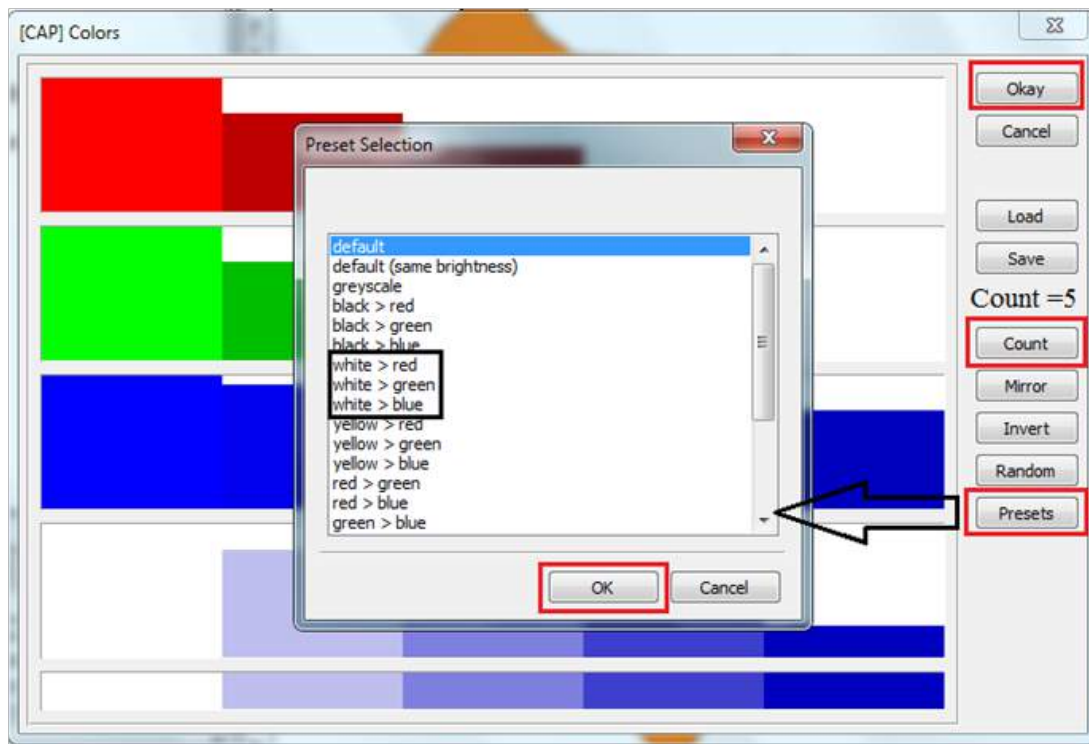 [CAP] Colors
Okay
Cancel
Load
Save
Count =5
Count
Mirror
Invert
Random
Presets
Preset Selection
default
default (same brightness)
greyscale
black > red
black > green
black > blue
white > red
white > green
white > blue
yellow > red
yellow > green
yellow > blue
red > green
red > blue
green > blue
OK
Cancel